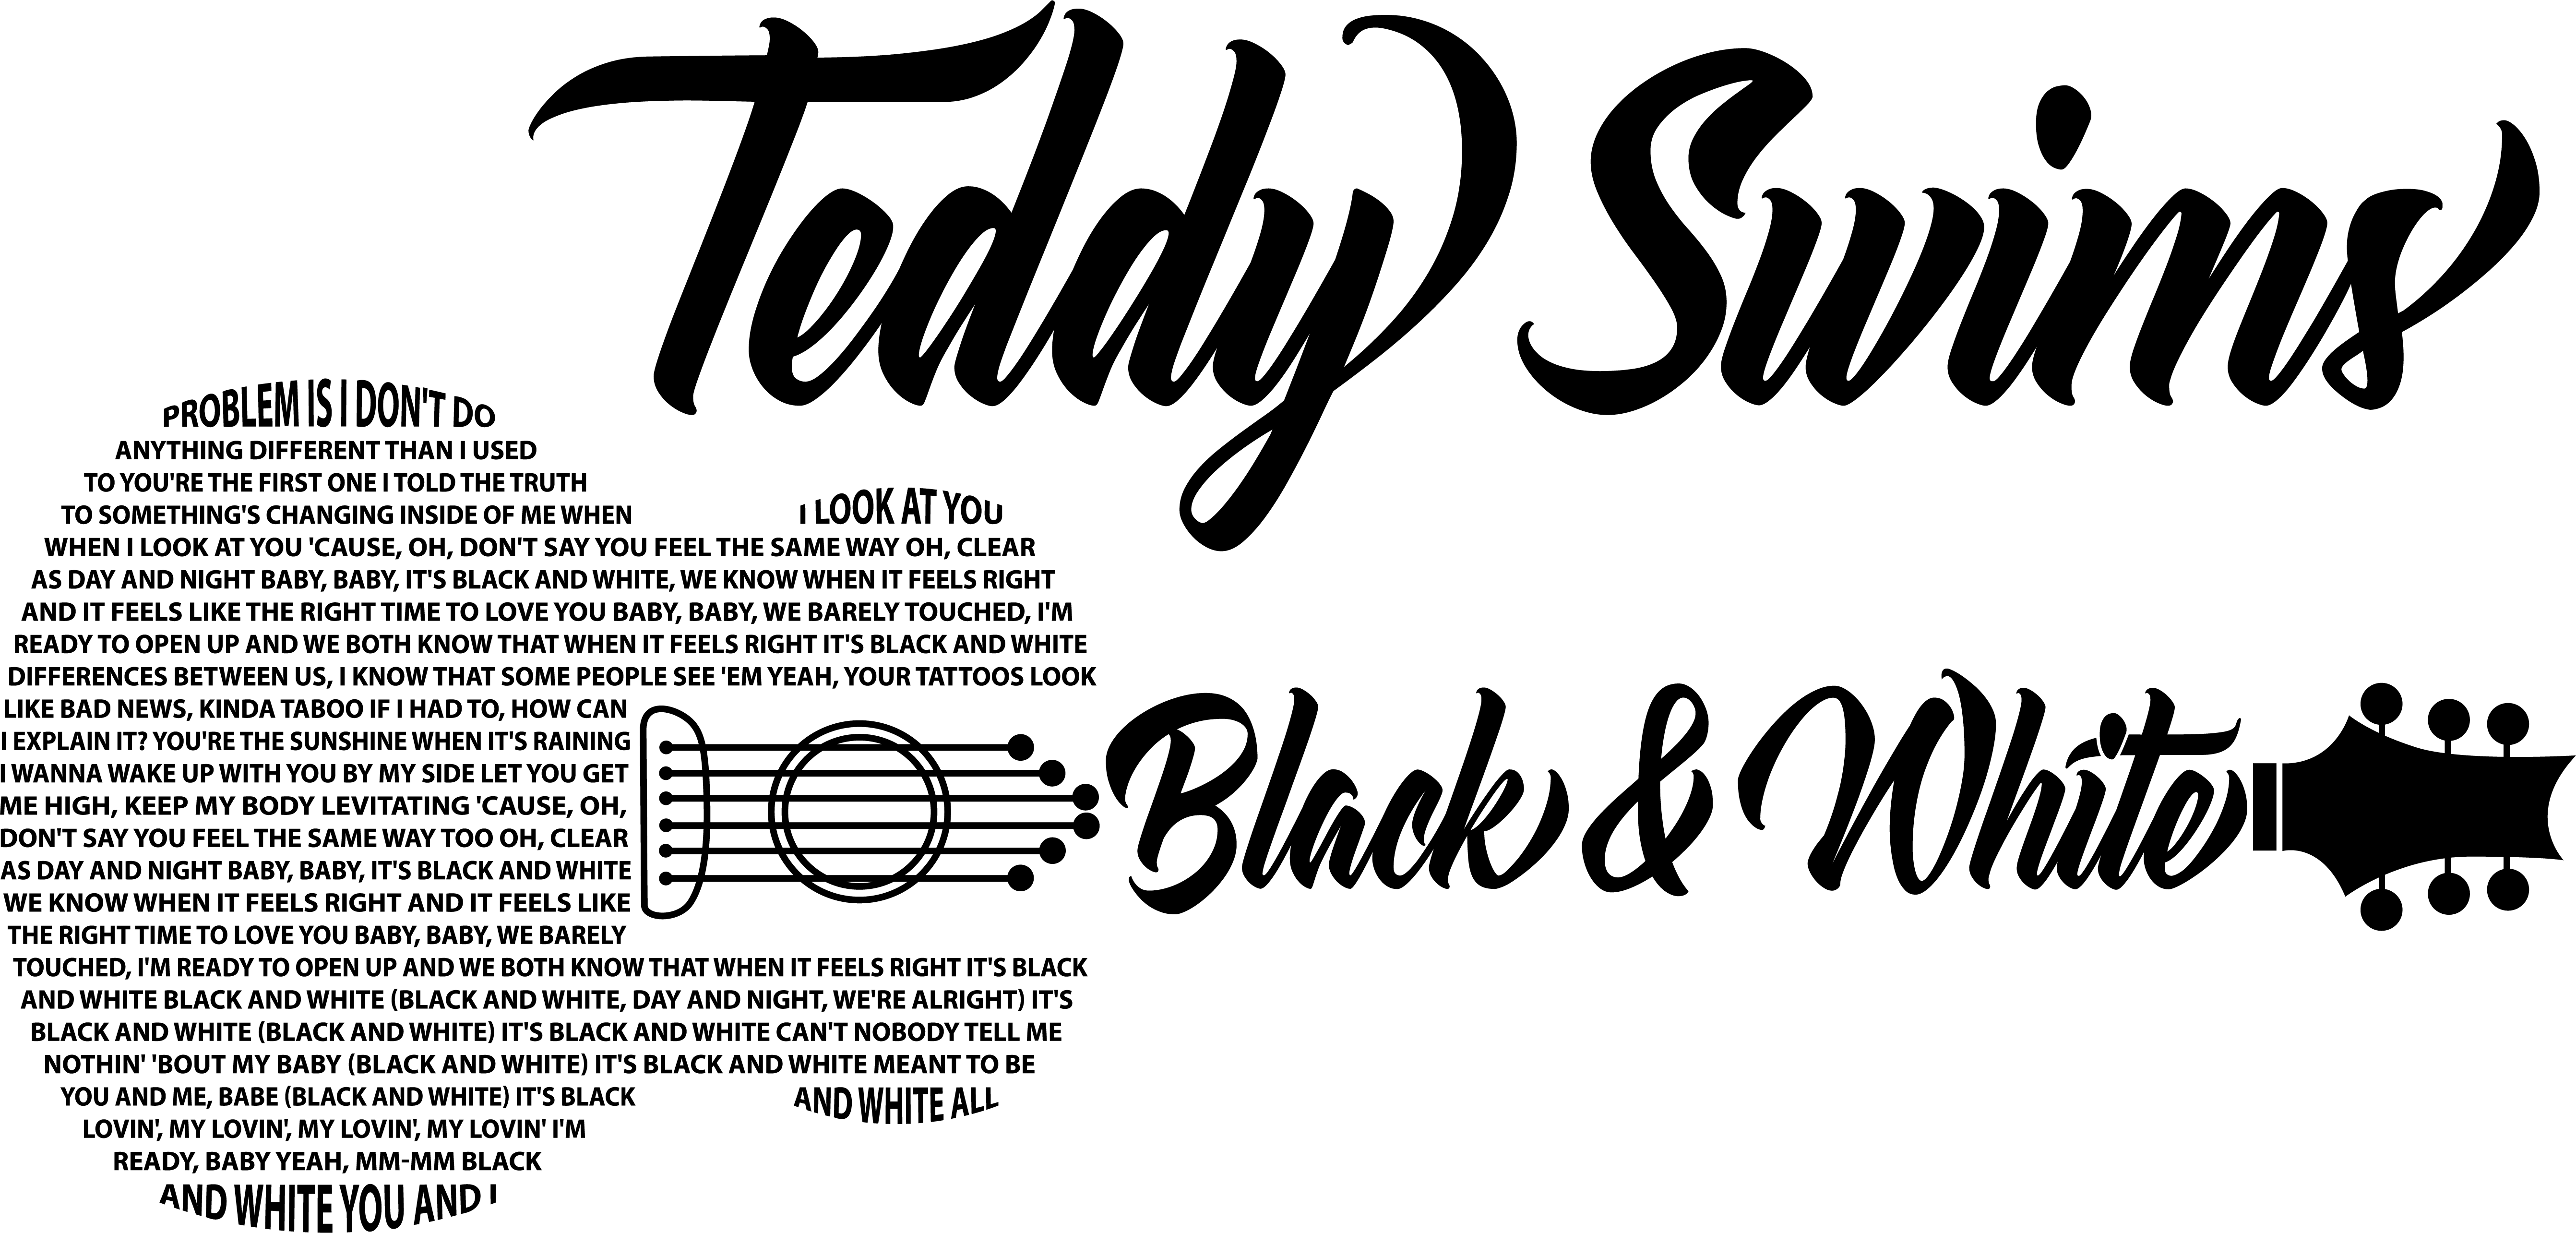 Teddy Swims
PROBLEM IS I DON'T DO
ANYTHING DIFFERENT THAN I USED
TO YOU'RE THE FIRST ONE I TOLD THE TRUTH
TO SOMETHING'S CHANGING INSIDE OF ME WHEN
I LOOK AT YOU
WHEN I LOOK AT YOU 'CAUSE, OH, DON'T SAY YOU FEEL THE SAME WAY OH, CLEAR
AS DAY AND NIGHT BABY, BABY, IT'S BLACK AND WHITE, WE KNOW WHEN IT FEELS RIGHT
AND IT FEELS LIKE THE RIGHT TIME TO LOVE YOU BABY, BABY, WE BARELY TOUCHED, I'M
READY TO OPEN UP AND WE BOTH KNOW THAT WHEN IT FEELS RIGHT IT'S BLACK AND WHITE
DIFFERENCES BETWEEN US, I KNOW THAT SOME PEOPLE SEE 'EM YEAH, YOUR TATTOOS LOOK
LIKE BAD NEWS, KINDA TABOO IF I HAD TO, HOW CAN
I EXPLAIN IT? YOU'RE THE SUNSHINE WHEN IT'S RAINING
I WANNA WAKE UP WITH YOU BY MY SIDE LET YOU GET
ME HIGH, KEEP MY BODY LEVITATING 'CAUSE, OH,
DON'T SAY YOU FEEL THE SAME WAY TOO OH, CLEAR
AS DAY AND NIGHT BABY, BABY, IT'S BLACK AND WHITE
WE KNOW WHEN IT FEELS RIGHT AND IT FEELS LIKE
THE RIGHT TIME TO LOVE YOU BABY, BABY, WE BARELY
Black & White
TOUCHED, I'M READY TO OPEN UP AND WE BOTH KNOW THAT WHEN IT FEELS RIGHT IT'S BLACK
AND WHITE BLACK AND WHITE (BLACK AND WHITE, DAY AND NIGHT, WE'RE ALRIGHT) IT'S
BLACK AND WHITE (BLACK AND WHITE) IT'S BLACK AND WHITE CAN'T NOBODY TELL ME
NOTHIN' 'BOUT MY BABY (BLACK AND WHITE) IT'S BLACK AND WHITE MEANT TO BE
YOU AND ME, BABE (BLACK AND WHITE) IT'S BLACK
AND WHITE ALL
LOVIN', MY LOVIN', MY LOVIN', MY LOVIN' I'M
READY, BABY YEAH, MM-MM BLACK
AND WHITE YOU AND I